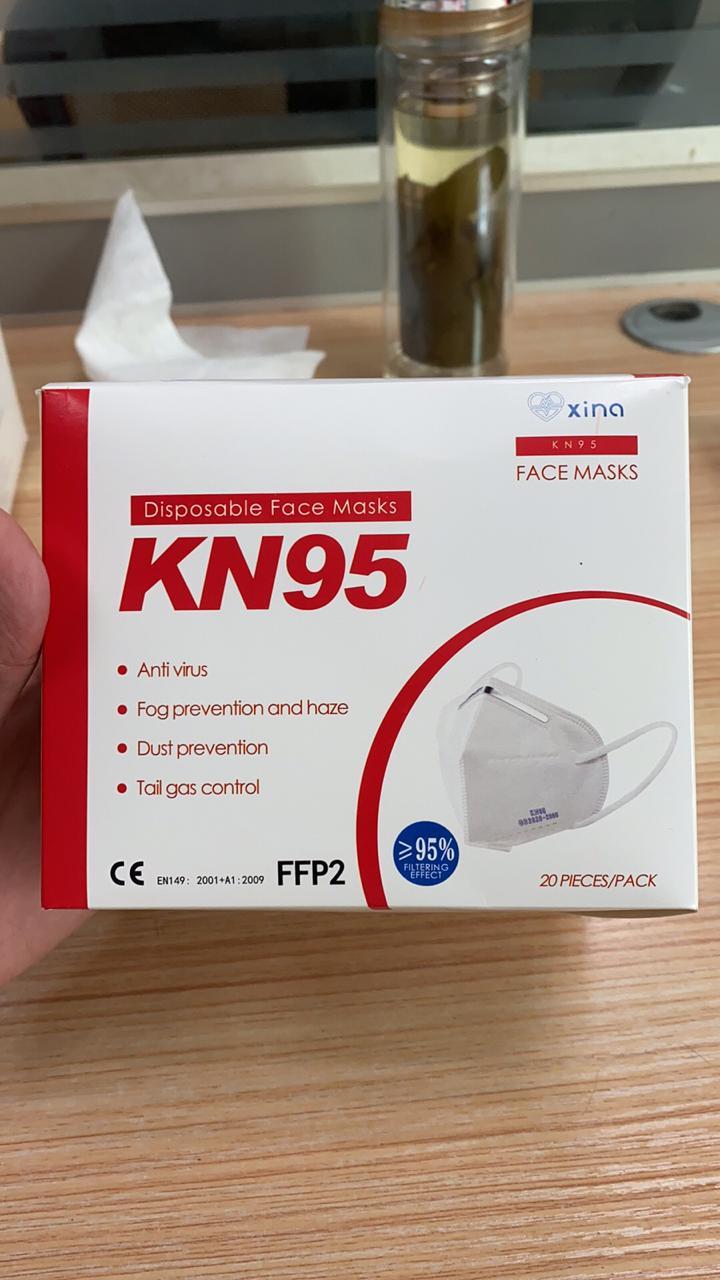 xina
KN95
FACE MASKS
Disposable Face Masks
KN95
Anti virus
Fog prevention and haze
Dust prevention
Tail gas control
≥95%
FILTERING
EFFECT
CE EN149: 2001+A1:2009 FFP2
20 PIECES/PACK